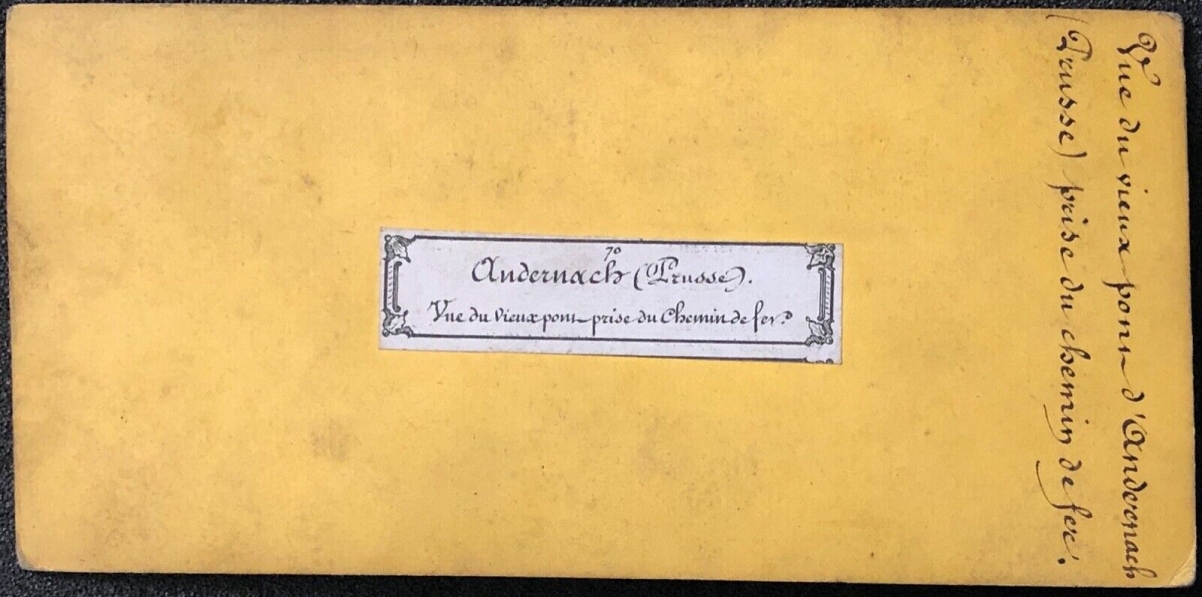 70
Andernach (Prusse).
Vue du vieux pont prise du Chemin de fer.
Vue du vieux pont d'Andernach
(Prusse) prise du chemin de fer.